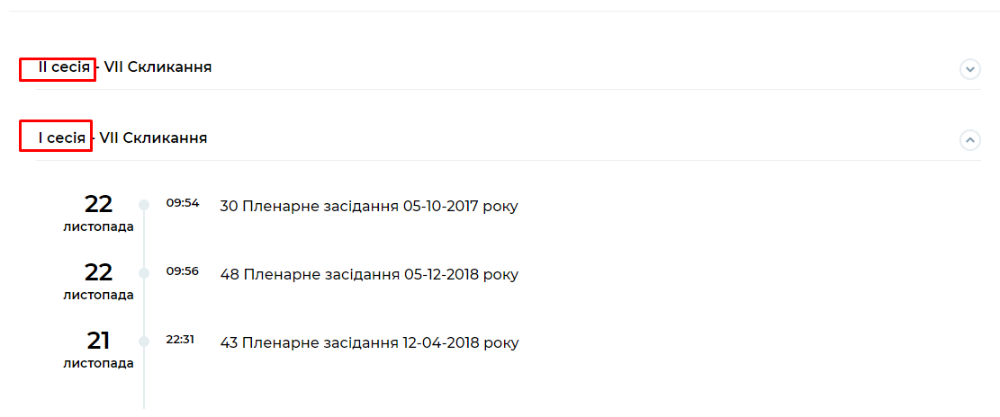 II сесія - VII Скликання
I сесія - VII Скликання
22
листопада
09:54
30 Пленарне засідання 05-10-2017 року
22
листопада
09:56
48 Пленарне засідання 05-12-2018 року
21
листопада
22:31
43 Пленарне засідання 12-04-2018 року